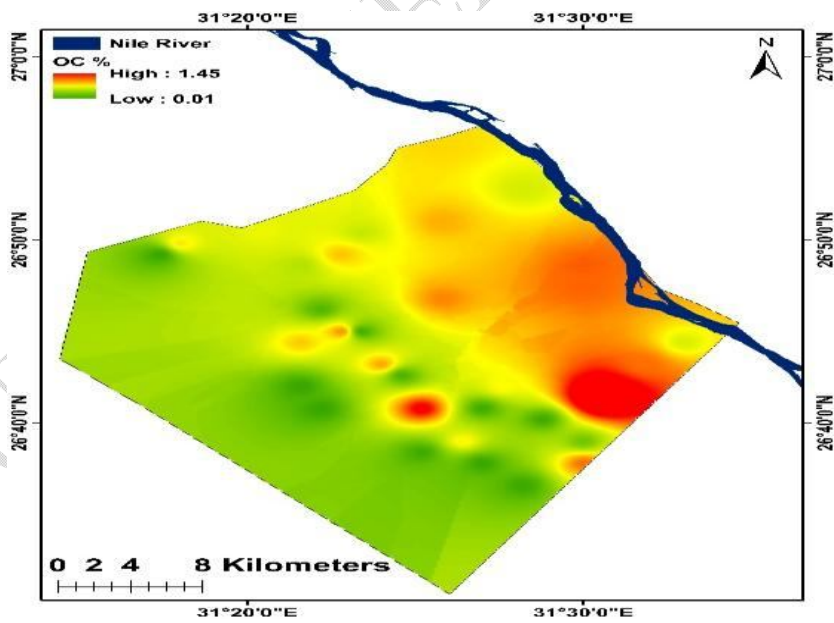 31°20'0"E 31°30'0"E
Nile River
OC %
High : 1.45
Low : 0.01
N
27°0'0"N 27°0'0"N
26°50'0"N 26°50'0"N
26°40'0"N 26°40'0"N
0 2 4 8 Kilometers
31°20'0"E 31°30'0"E